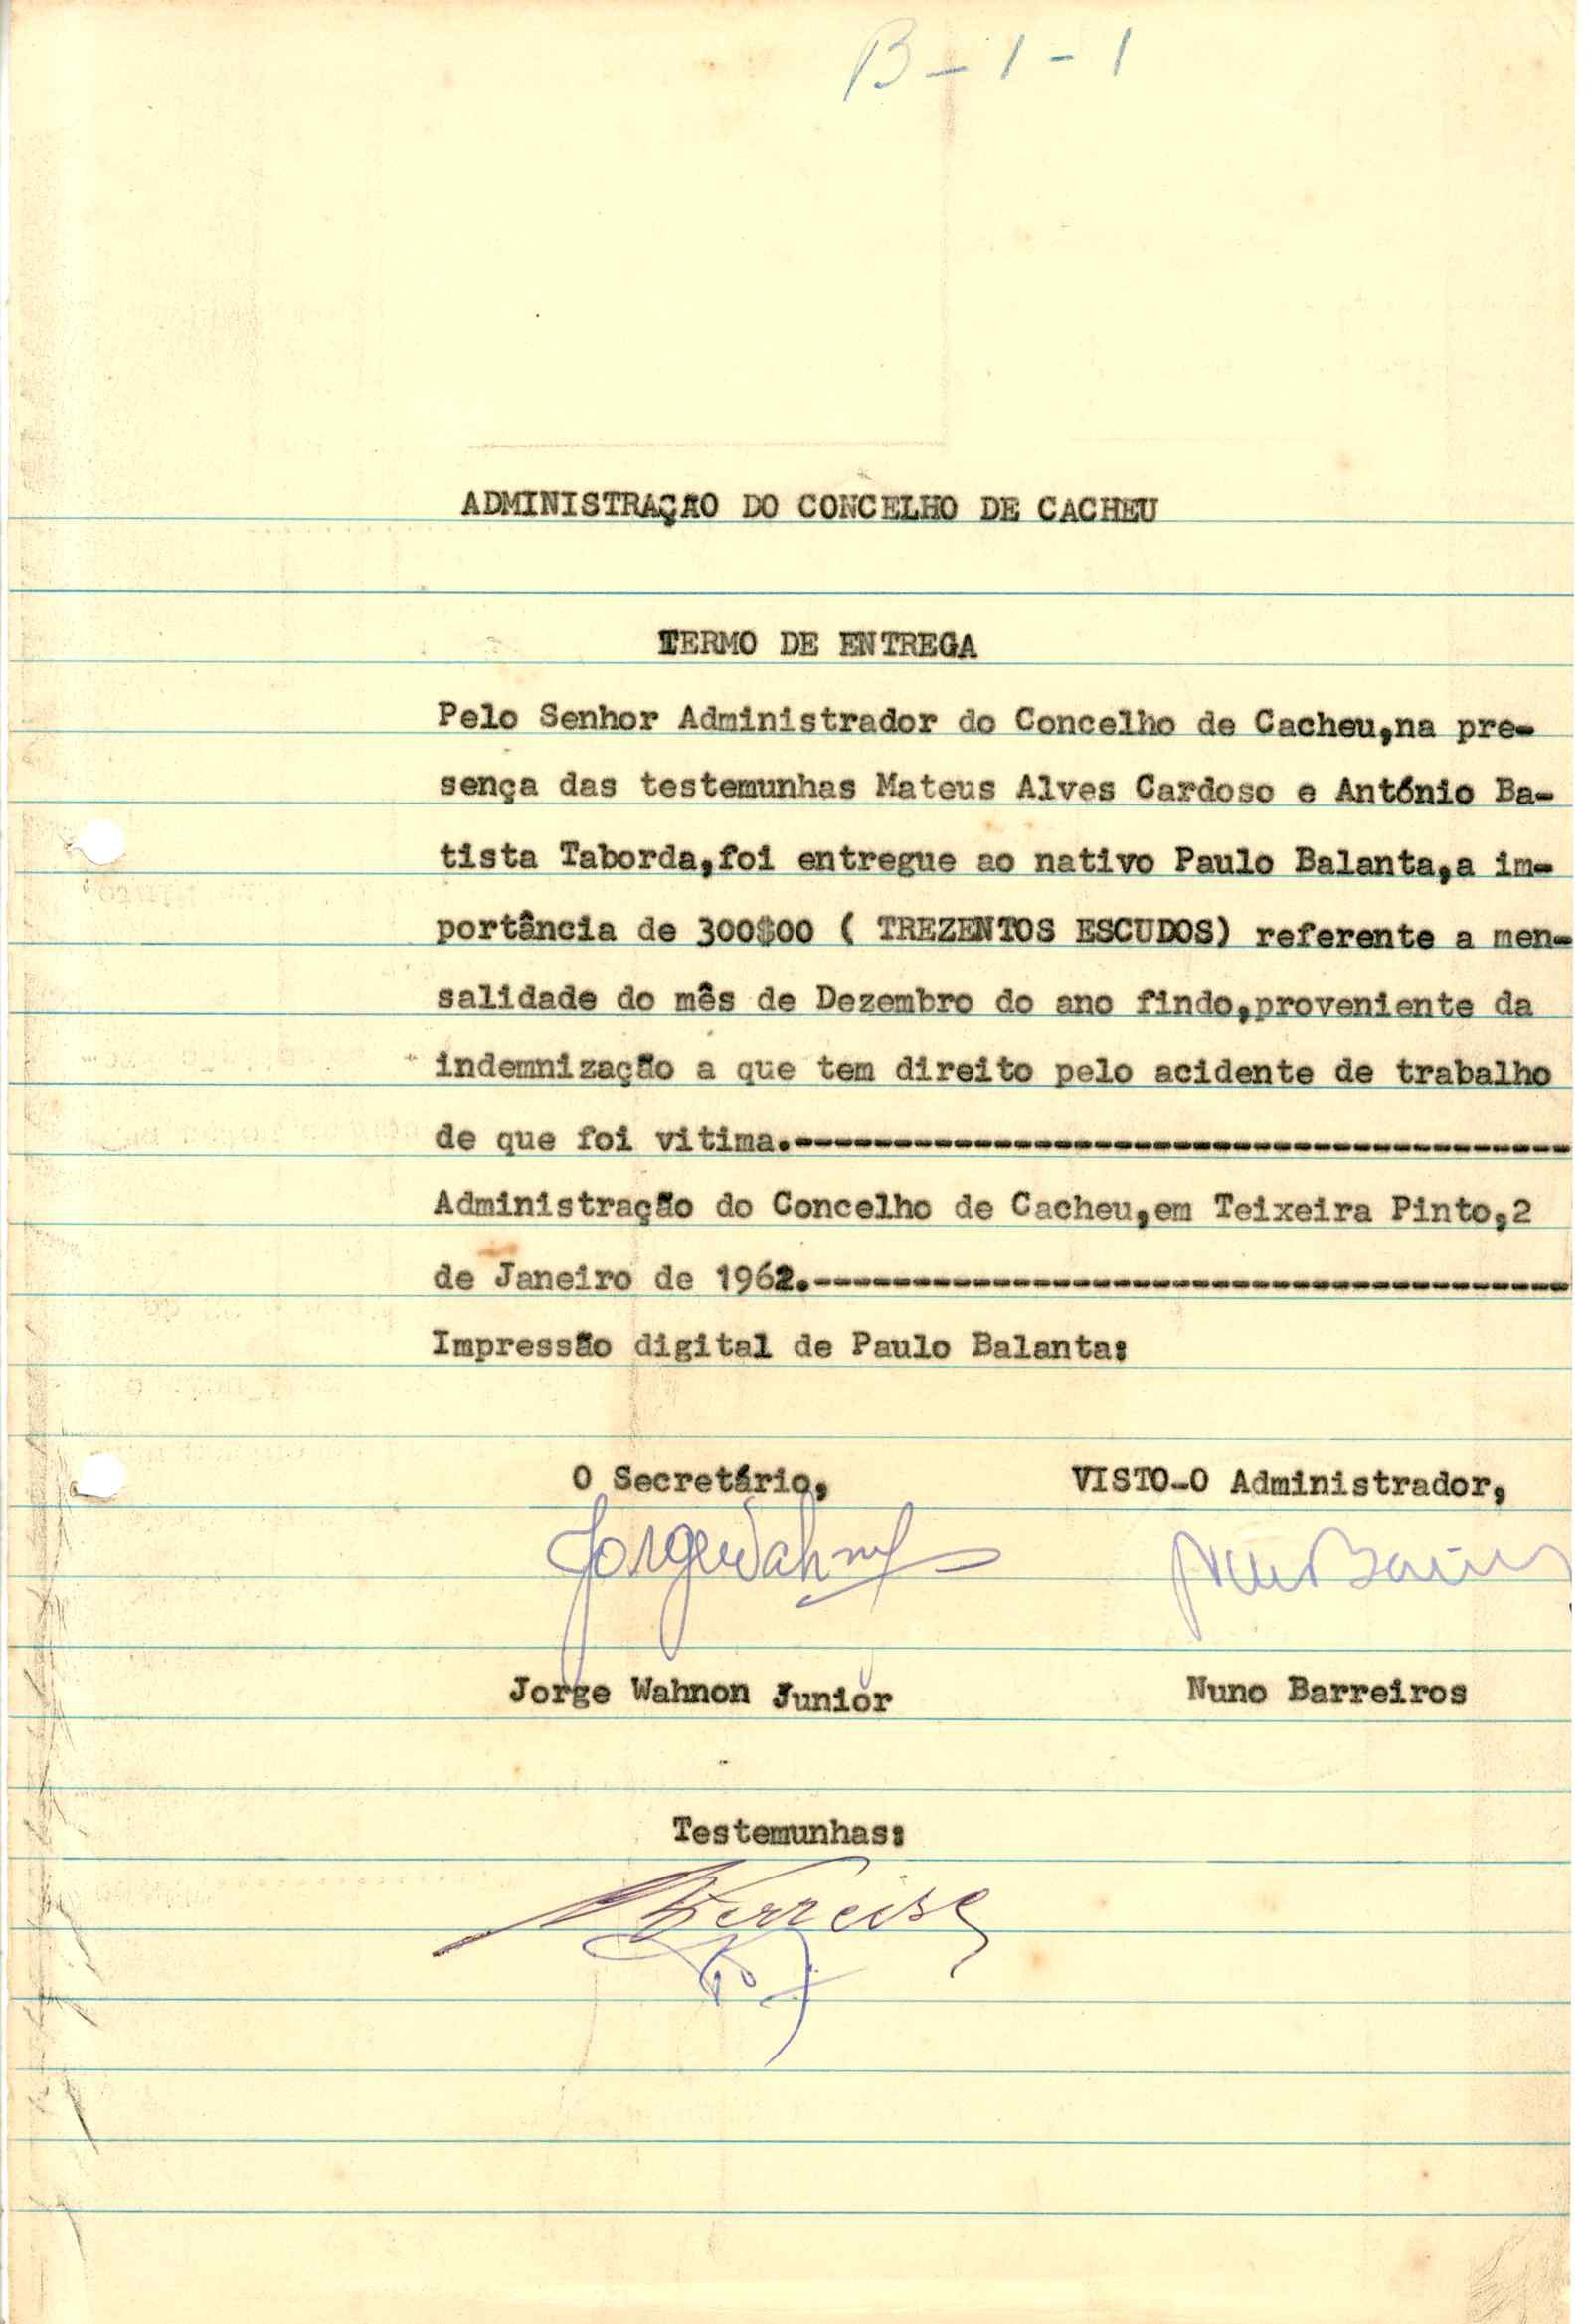 B-1-1
ADMINISTRAÇÃO DO CONCELHO DE CACHEU
TERMO DE ENTREGA
Pelo Senhor Administrador do Concelho de Cacheu,na pre-
sença das testemunhas Mateus Alves Cardoso e António Ba-
tista Taborda,foi entregue ao nativo Paulo Balanta,a im-
portância de 300$00 ( TREZENTOS ESCUDOS) referente a men-
salidade do mês de Dezembro do ano findo,proveniente da
indemnização a que tem direito pelo acidente de trabalho
de que foi vitima.---------------------------------------
Administração do Concelho de Cacheu,em Teixeira Pinto,2
de Janeiro de 1962.--------------------------------------
Impressão digital de Paulo Balanta:
O Secretário, VISTO-O Administrador,
Jorge Wahnon Junior Nuno Barreiros
Testemunhas: